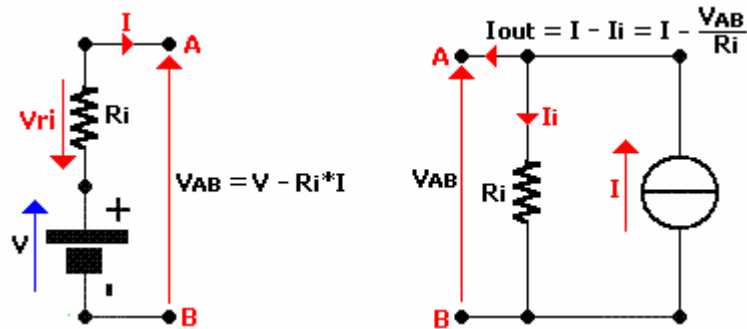 I
A
Iout = I - Ii = I - VAB/Ri
A
Vri
Ri
Ii
VAB = V - Ri*I
VAB
Ri
I
+
V
-
B
B